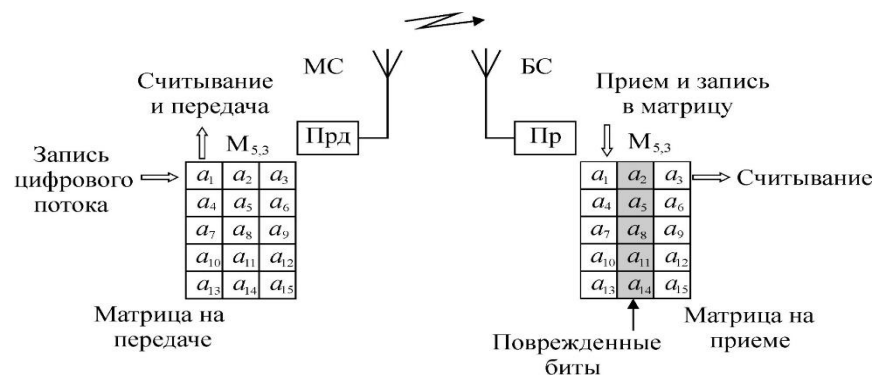 МС
БС
Считывание
и передача
Прием и запись
в матрицу
Прд
Пр
M5,3
M5,3
Запись
цифрового
потока
a1 a2 a3
a4 a5 a6
a7 a8 a9
a10 a11 a12
a13 a14 a15
a1 a2 a3
a4 a5 a6
a7 a8 a9
a10 a11 a12
a13 a14 a15
Считывание
Матрица на
передаче
Поврежденные
биты
Матрица на
приеме